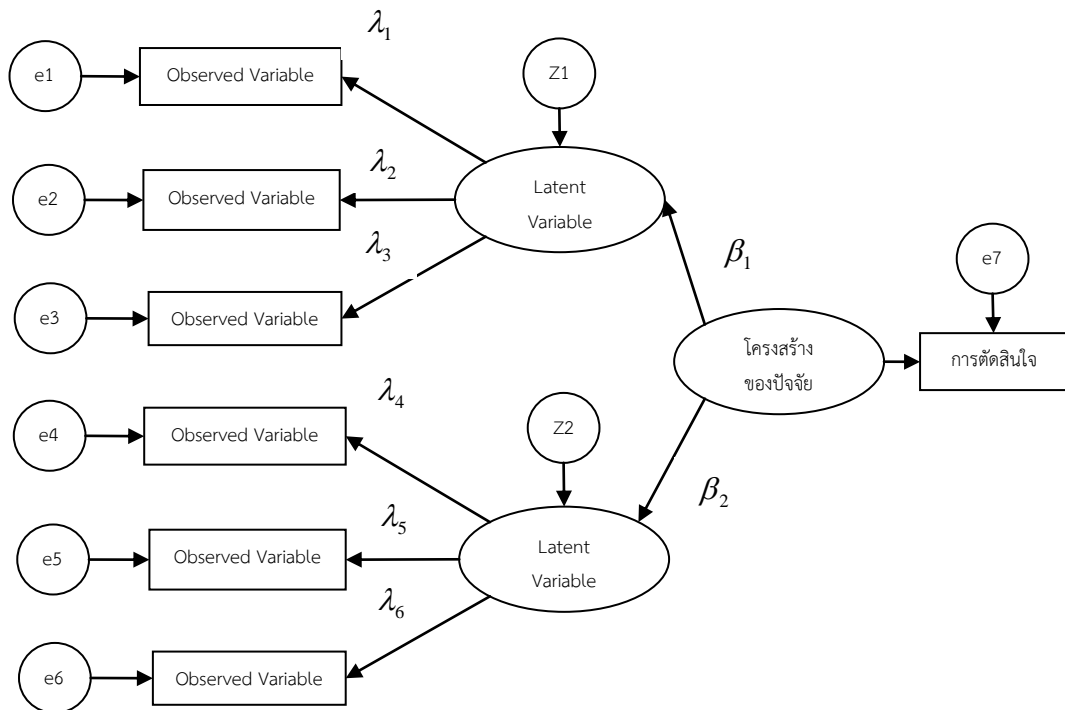 λ1
e1
Observed Variable
Z1
λ2
e2
Observed Variable
Latent
Variable
λ3
β1
e7
e3
Observed Variable
โครงสร้าง
ของปัจจัย
การตัดสินใจ
λ4
e4
Observed Variable
Z2
β2
λ5
e5
Observed Variable
Latent
Variable
λ6
e6
Observed Variable